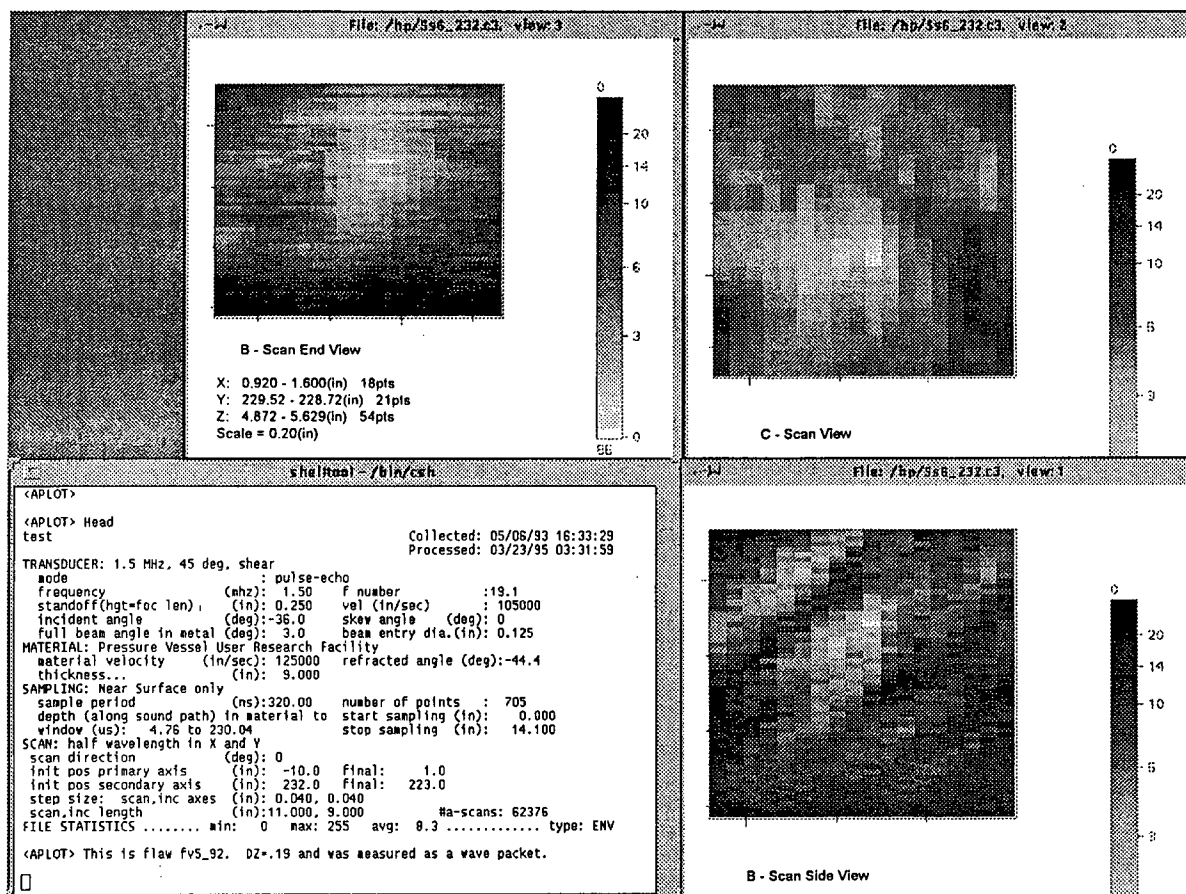 File: /hp/Ss6_232.c3, view: 3
0
20
14
10
6
3
0
B - Scan End View
X: 0.920 - 1.600(in) 18pts
Y: 229.52 - 228.72(in) 21pts
Z: 4.872 - 5.629(in) 54pts
Scale = 0.20(in)
File: /hp/Ss6_232.c3, view: 2
0
20
14
10
6
3
C - Scan View
shelltool - /bin/csh
<APLOT>
<APLOT> Head
test Collected: 05/06/93 16:33:29
Processed: 03/23/95 03:31:59
TRANSDUCER: 1.5 MHz, 45 deg, shear
mode : pulse-echo
frequency (mhz): 1.50 f number :19.1
standoff(hgt=foc len) (in): 0.250 vel (in/sec) : 105000
incident angle (deg):-36.0 skew angle (deg): 0
full beam angle in metal (deg): 3.0 beam entry dia.(in): 0.125
MATERIAL: Pressure Vessel User Research Facility
material velocity (in/sec): 125000 refracted angle (deg):-44.4
thickness... (in): 9.000
SAMPLING: Near Surface only
sample period (ns):320.00 number of points : 705
depth (along sound path) in material to start sampling (in): 0.000
window (us): 4.76 to 230.04 stop sampling (in): 14.100
SCAN: half wavelength in X and Y
scan direction (deg): 0
init pos primary axis (in): -10.0 final: 1.0
init pos secondary axis (in): 232.0 final: 223.0
step size: scan,inc axes (in): 0.040, 0.040
scan,inc length (in):11.000, 9.000 #a-scans: 62376
FILE STATISTICS ........ min: 0 max: 255 avg: 8.3 ............. type: ENV
<APLOT> This is flaw fv5_92. DZ=.19 and was measured as a wave packet.
File: /hp/Ss6_232.c3, view: 1
0
20
14
10
6
3
B - Scan Side View